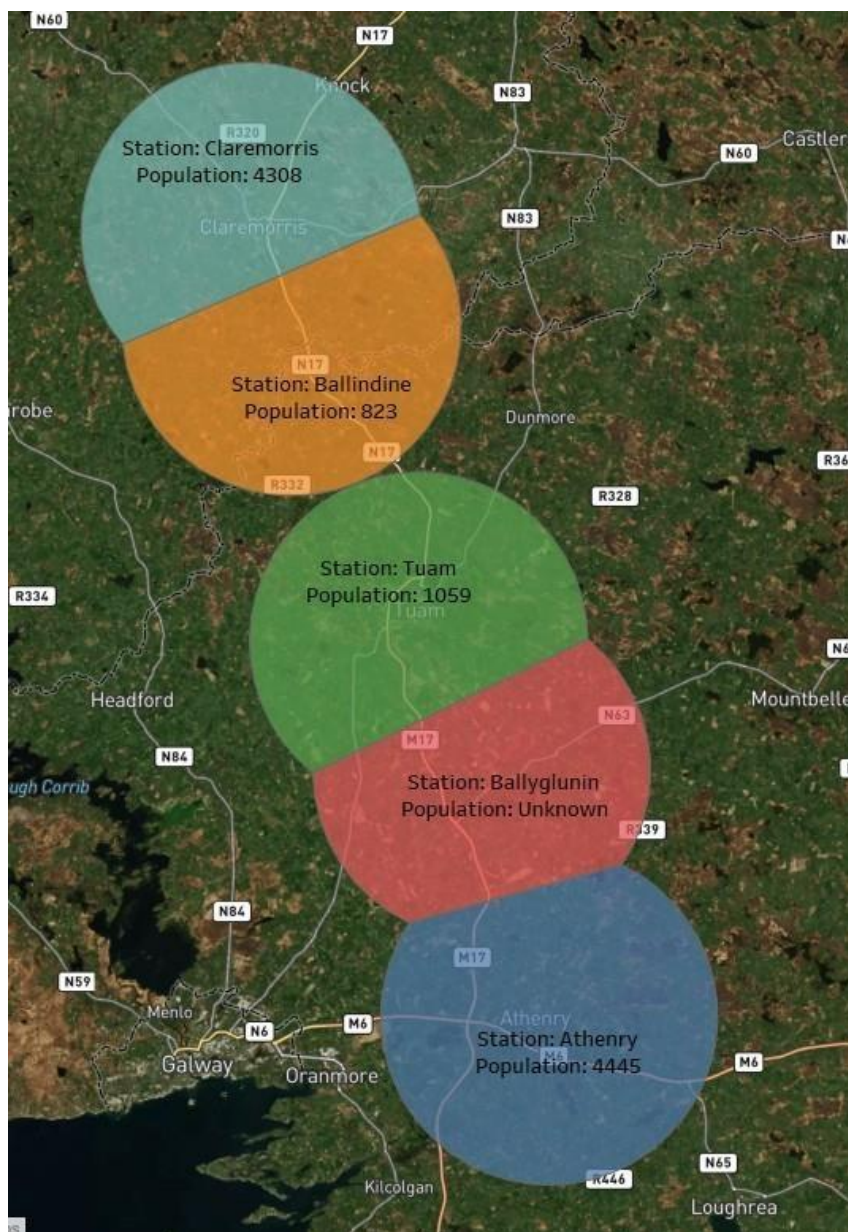 N60
N17
Knock
N83
Castler
R320
N60
Station: Claremorris
Population: 4308
N83
Claremorris
N17
Station: Ballindine
Population: 823
robe
Dunmore
N17
R36
R332
R328
Station: Tuam
Population: 1059
R334
Tuam
N6
Headford
Mountbelle
N63
M17
N84
Station: Ballyglunin
Population: Unknown
ugh Corrib
R339
N84
M17
N59
Menlo
Athenry
M6
N6
Station: Athenry
Population: 4445
M6
M6
Galway
Oranmore
N65
R446
Kilcolgan
Loughrea